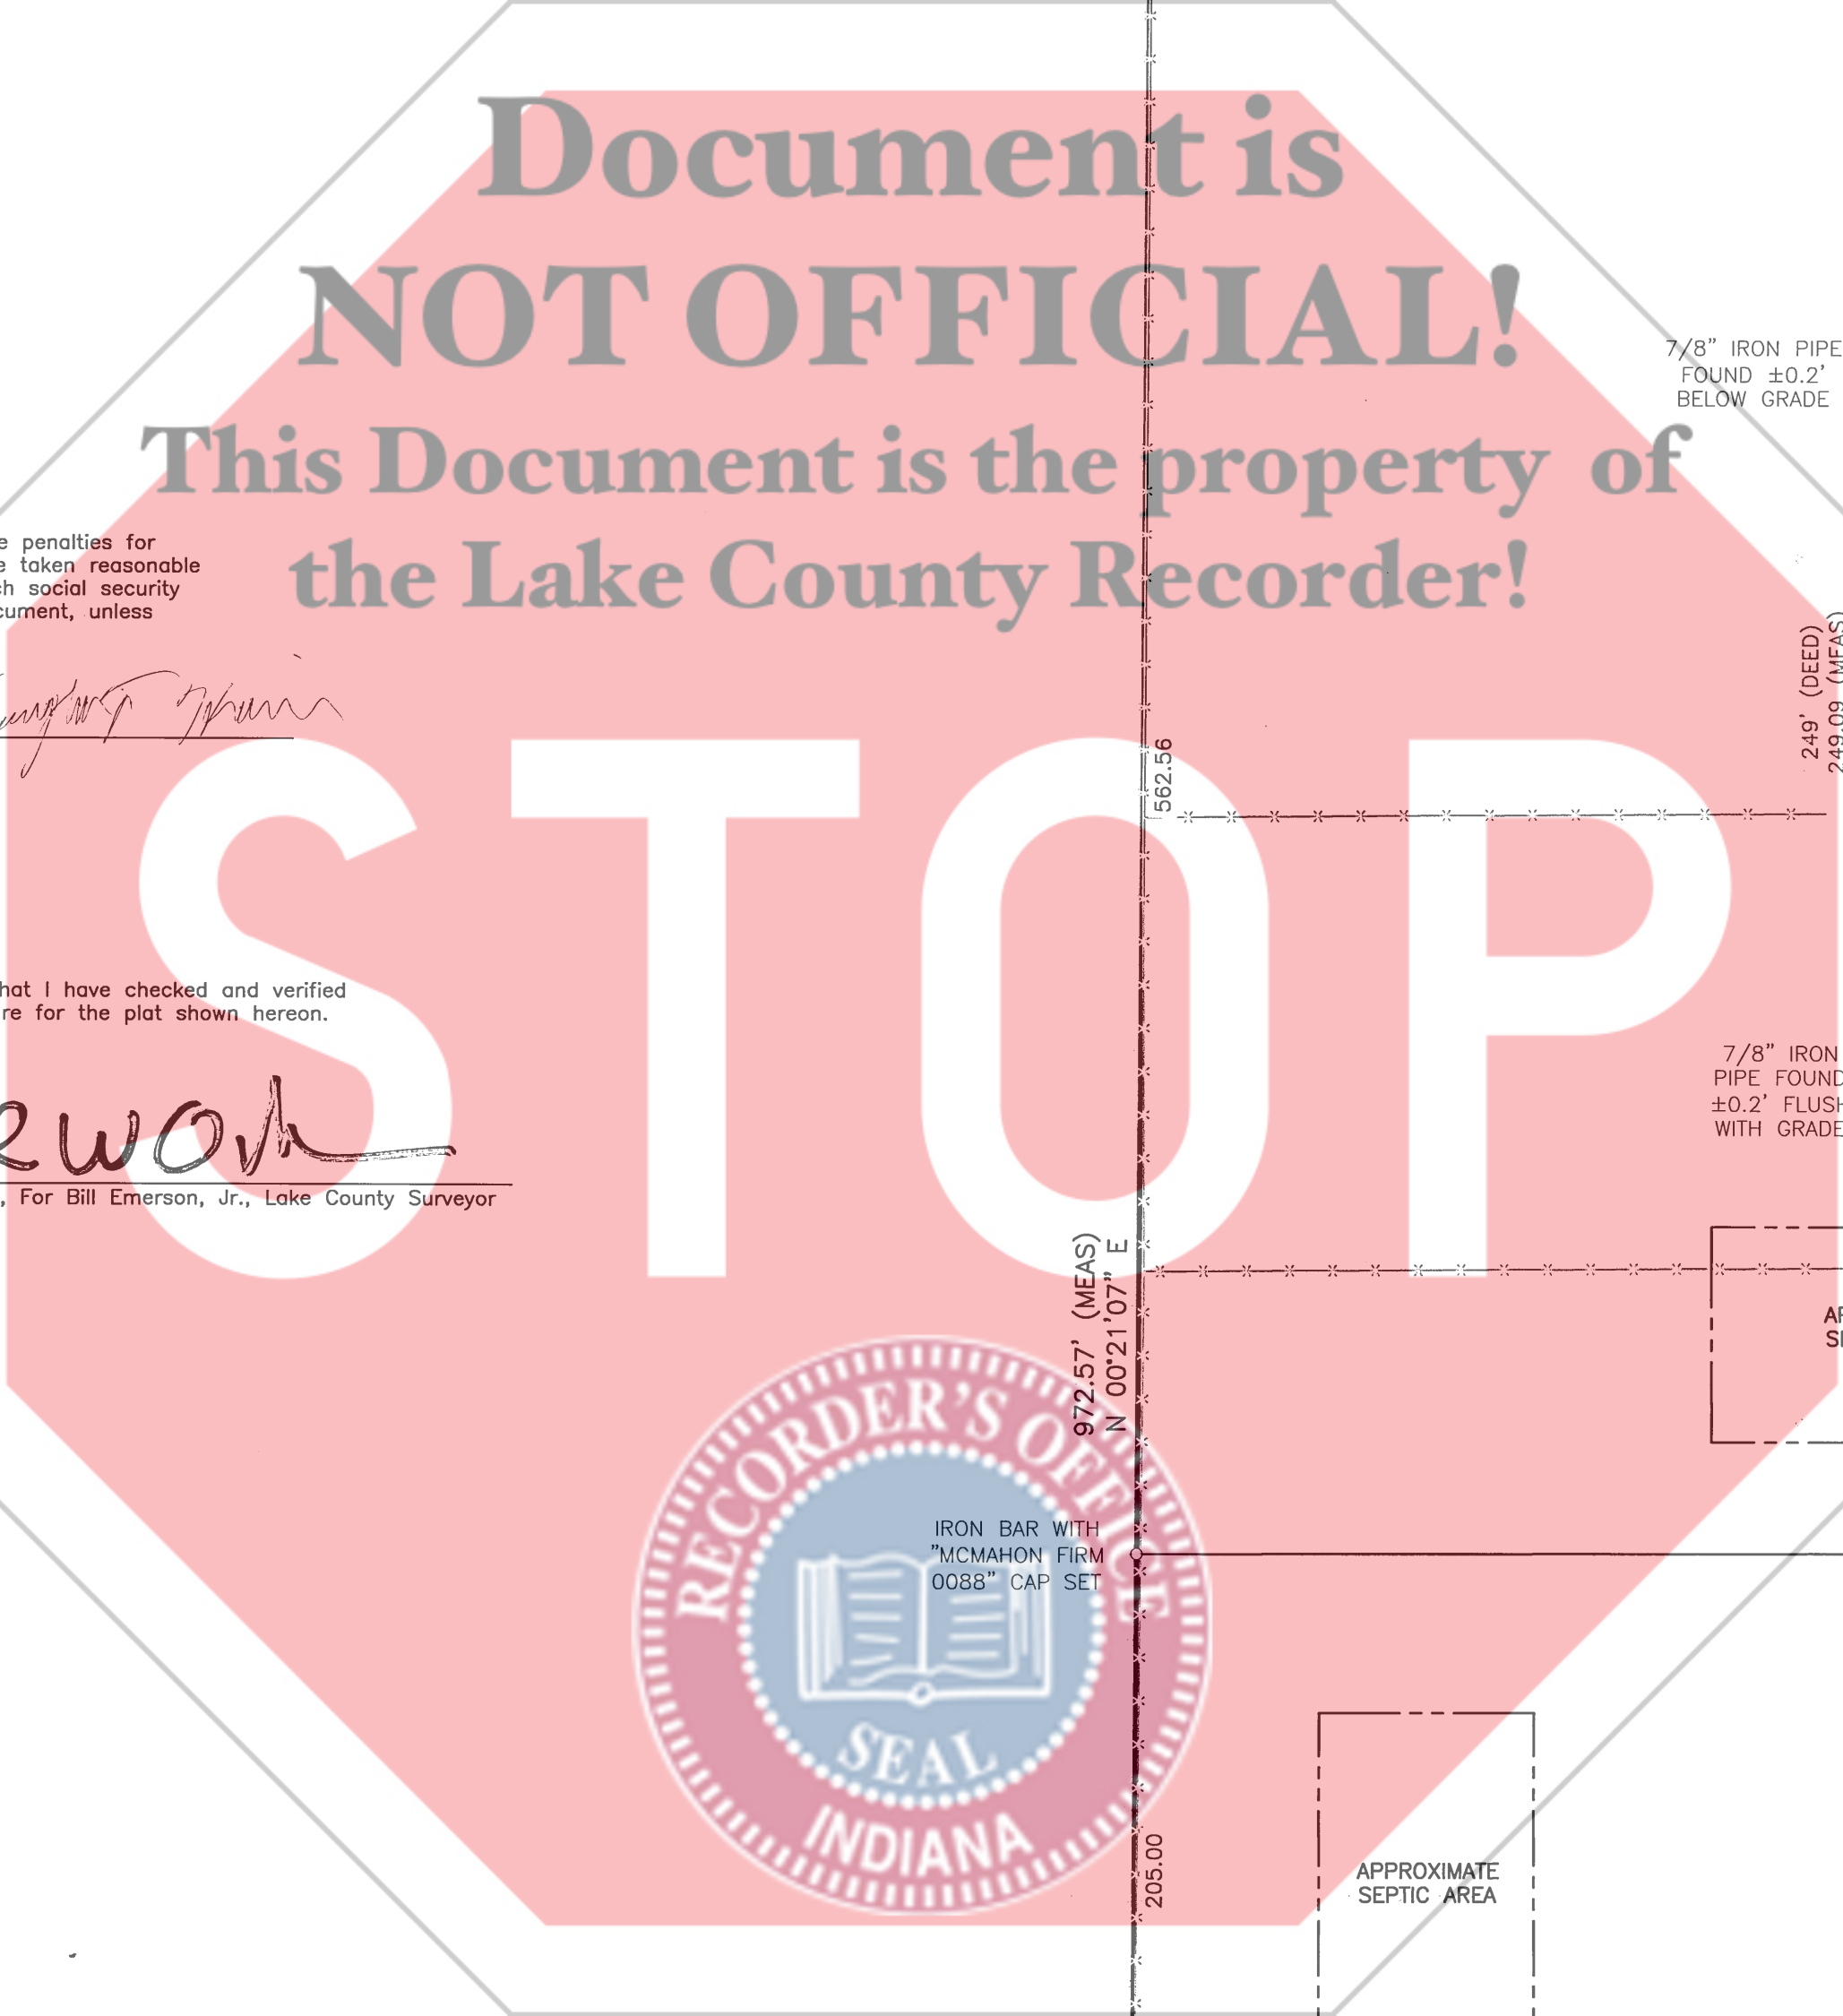 Document is
NOT OFFICIAL!
This Document is the property of
the Lake County Recorder!
7/8" IRON PIPE
FOUND ±0.2'
BELOW GRADE
e penalties for
e taken reasonable
ch social security
cument, unless
249' (DEED)
249.09 (MEAS)
562.56
STOP
hat I have checked and verified
re for the plat shown hereon.
7/8" IRON
PIPE FOUND
±0.2' FLUSH
WITH GRADE
, For Bill Emerson, Jr., Lake County Surveyor
972.57' (MEAS)
N 00°21'07" E
RECORDER'S OFFICE
IRON BAR WITH
"MCMAHON FIRM
0088" CAP SET
SEAL
INDIANA
205.00
APPROXIMATE
SEPTIC AREA